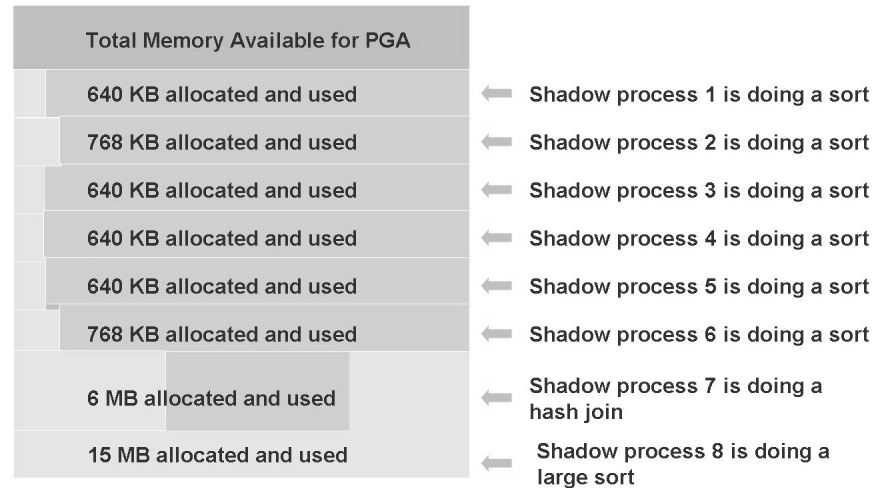 Total Memory Available for PGA
640 KB allocated and used
Shadow process 1 is doing a sort
768 KB allocated and used
Shadow process 2 is doing a sort
640 KB allocated and used
Shadow process 3 is doing a sort
640 KB allocated and used
Shadow process 4 is doing a sort
640 KB allocated and used
Shadow process 5 is doing a sort
768 KB allocated and used
Shadow process 6 is doing a sort
6 MB allocated and used
Shadow process 7 is doing a
hash join
15 MB allocated and used
Shadow process 8 is doing a
large sort